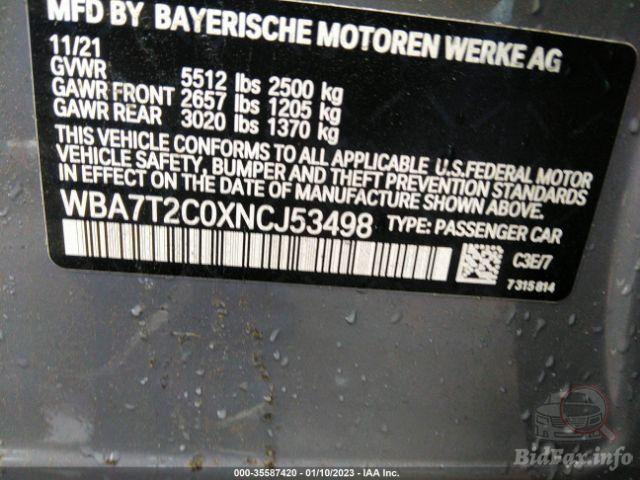 MFD BY BAYERISCHE MOTOREN WERKE AG
11/21
GVWR 5512 lbs 2500 kg
GAWR FRONT 2657 lbs 1205 kg
GAWR REAR 3020 lbs 1370 kg
THIS VEHICLE CONFORMS TO ALL APPLICABLE U.S.FEDERAL MOTOR
VEHICLE SAFETY, BUMPER AND THEFT PREVENTION STANDARDS
IN EFFECT ON THE DATE OF MANUFACTURE SHOWN ABOVE.
WBA7T2C0XNCJ53498 TYPE: PASSENGER CAR
C3E/7
7315814
BidFax.info
000-35587420 - 01/10/2023 - IAA Inc.